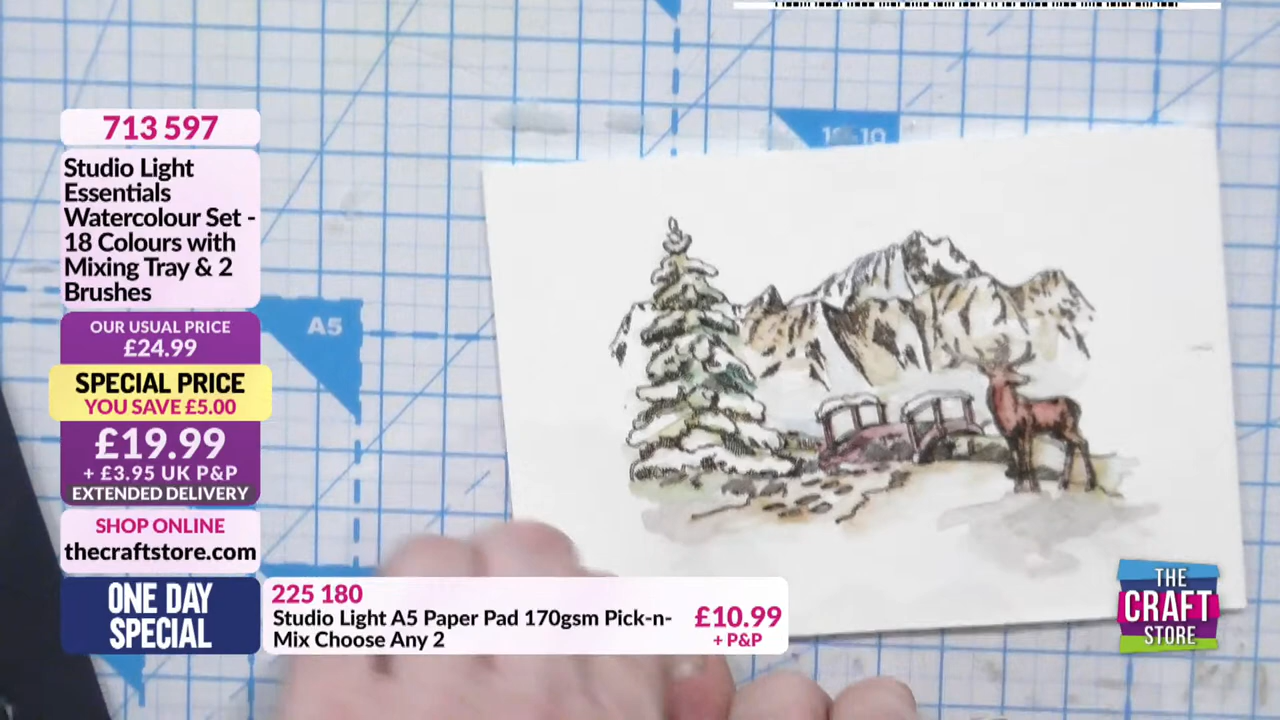 713 597
Studio Light
Essentials
Watercolour Set -
18 Colours with
Mixing Tray & 2
Brushes
OUR USUAL PRICE
£24.99
SPECIAL PRICE
YOU SAVE £5.00
£19.99
+ £3.95 UK P&P
EXTENDED DELIVERY
SHOP ONLINE
thecraftstore.com
ONE DAY
SPECIAL
225 180
Studio Light A5 Paper Pad 170gsm Pick-n-
Mix Choose Any 2
£10.99
+ P&P
A5
THE
CRAFT
STORE